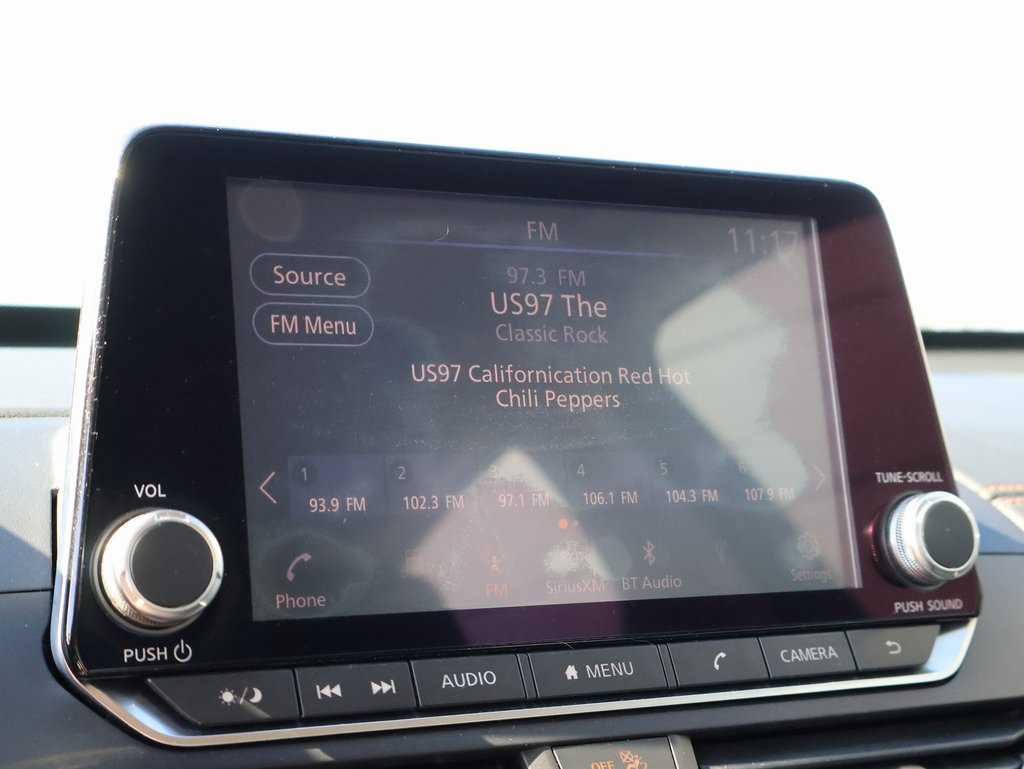 FM
11:17
Source
97.3 FM
FM Menu
US97 The
Classic Rock
US97 Californication Red Hot
Chili Peppers
1 2 3 4 5 6
93.9 FM 102.3 FM 97.1 FM 106.1 FM 104.3 FM 107.9 FM
VOL
TUNE-SCROLL
Phone FM SiriusXM BT Audio Settings
PUSH
PUSH SOUND
AUDIO MENU CAMERA
OFF